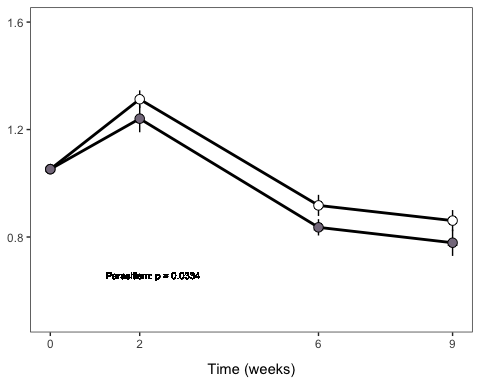 1.6
1.2
0.8
Parasitism: p = 0.0334
0 2 6 9
Time (weeks)